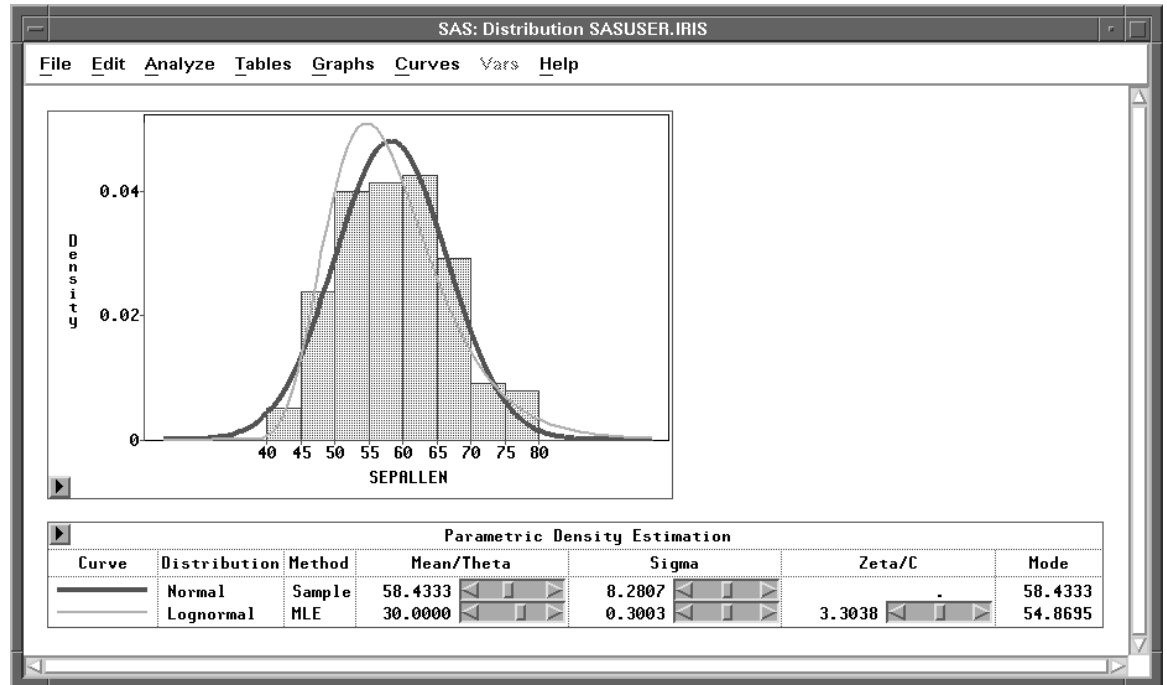 SAS: Distribution SASUSER.IRIS
File Edit Analyze Tables Graphs Curves Vars Help
0.04
Density
0.02
0
40 45 50 55 60 65 70 75 80
SEPALLEN
Parametric Density Estimation
Curve Distribution Method Mean/Theta Sigma Zeta/C Mode
Normal Sample 58.4333 8.2807 . 58.4333
Lognormal MLE 30.0000 0.3003 3.3038 54.8695